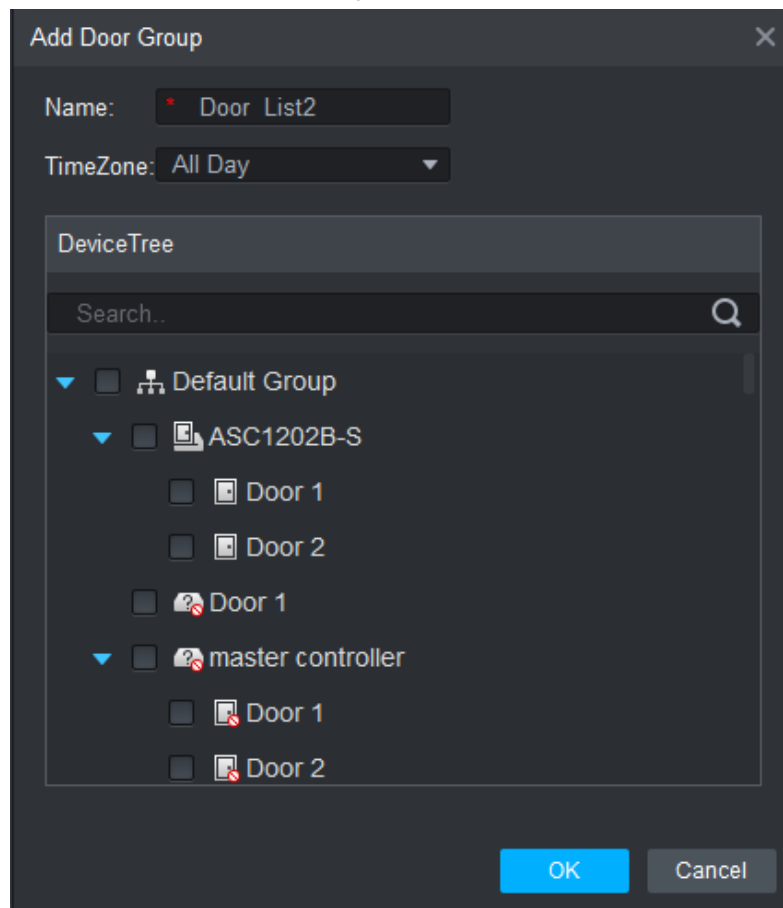 Add Door Group
Name: * Door List2
TimeZone: All Day
DeviceTree
Search..
Default Group
ASC1202B-S
Door 1
Door 2
Door 1
master controller
Door 1
Door 2
OK Cancel